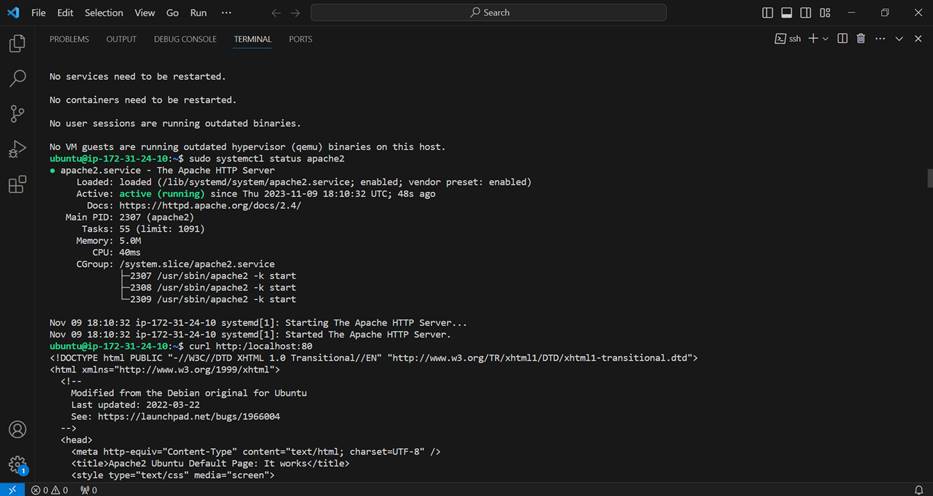 File Edit Selection View Go Run ··· Search
PROBLEMS OUTPUT DEBUG CONSOLE TERMINAL PORTS ssh
No services need to be restarted.
No containers need to be restarted.
No user sessions are running outdated binaries.
No VM guests are running outdated hypervisor (qemu) binaries on this host.
ubuntu@ip-172-31-24-10:~$ sudo systemctl status apache2
● apache2.service - The Apache HTTP Server
Loaded: loaded (/lib/systemd/system/apache2.service; enabled; vendor preset: enabled)
Active: active (running) since Thu 2023-11-09 18:10:32 UTC; 48s ago
Docs: https://httpd.apache.org/docs/2.4/
Main PID: 2307 (apache2)
Tasks: 55 (limit: 1091)
Memory: 5.0M
CPU: 40ms
CGroup: /system.slice/apache2.service
├─2307 /usr/sbin/apache2 -k start
├─2308 /usr/sbin/apache2 -k start
└─2309 /usr/sbin/apache2 -k start
Nov 09 18:10:32 ip-172-31-24-10 systemd[1]: Starting The Apache HTTP Server...
Nov 09 18:10:32 ip-172-31-24-10 systemd[1]: Started The Apache HTTP Server.
ubuntu@ip-172-31-24-10:~$ curl http:/localhost:80
<!DOCTYPE html PUBLIC "-//W3C//DTD XHTML 1.0 Transitional//EN" "http://www.w3.org/TR/xhtml1/DTD/xhtml1-transitional.dtd">
<html xmlns="http://www.w3.org/1999/xhtml">
<!--
Modified from the Debian original for Ubuntu
Last updated: 2022-03-22
See: https://launchpad.net/bugs/1966004
-->
<head>
<meta http-equiv="Content-Type" content="text/html; charset=UTF-8" />
<title>Apache2 Ubuntu Default Page: It works</title>
<style type="text/css" media="screen">
1
0 0 0